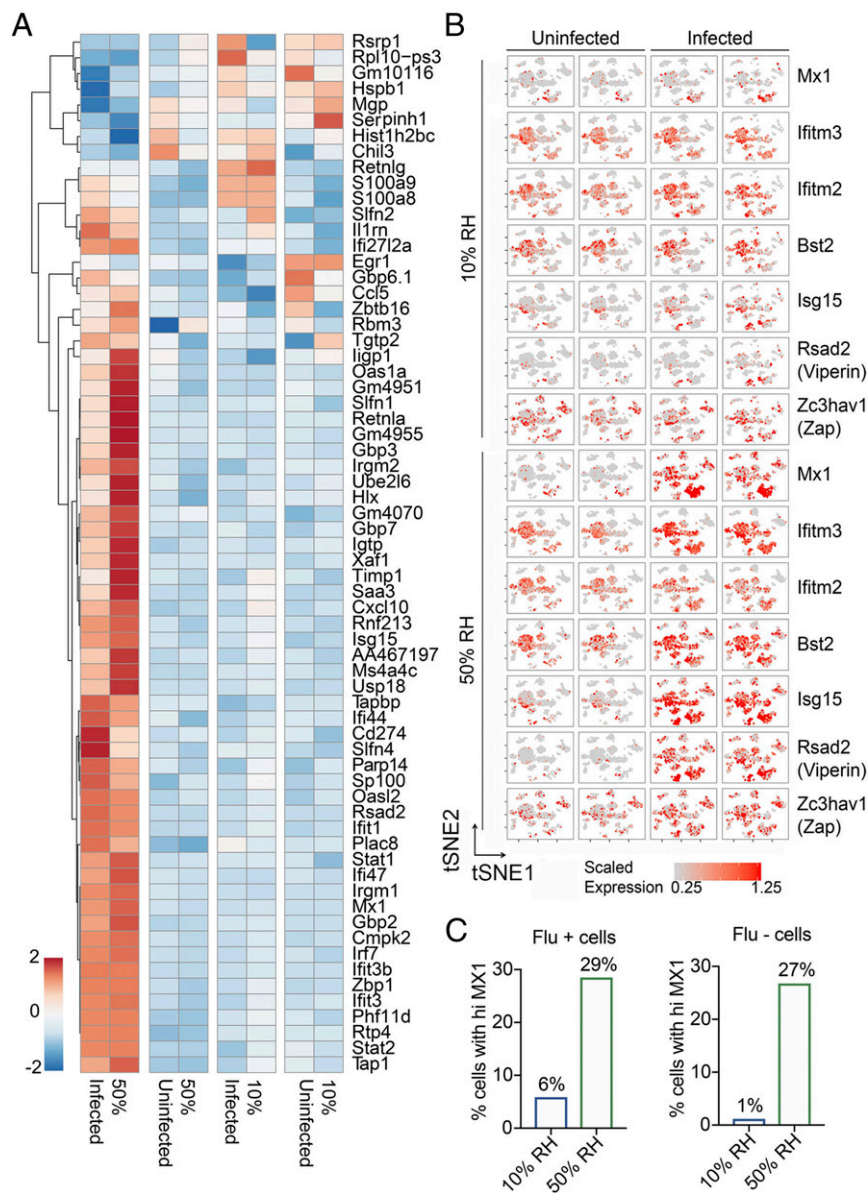 A
Rsrp1
Rpl10-ps3
Gm10116
Hspb1
Mgp
Serpinh1
Hist1h2bc
Chil3
Retnlg
S100a9
S100a8
Slfn2
Il1rn
Ifi27l2a
Egr1
Gbp6.1
Ccl5
Zbtb16
Rbm3
Tgtp2
Iigp1
Oas1a
Gm4951
Slfn1
Retnla
Gm4955
Gbp3
Irgm2
Ube2l6
Hlx
Gm4070
Gbp7
Igtp
Xaf1
Timp1
Saa3
Cxcl10
Rnf213
Isg15
AA467197
Ms4a4c
Usp18
Tapbp
Ifi44
Cd274
Slfn4
Parp14
Sp100
Oasl2
Rsad2
Ifit1
Plac8
Stat1
Ifi47
Irgm1
Mx1
Gbp2
Cmpk2
Irf7
Ifit3b
Zbp1
Ifit3
Phf11d
Rtp4
Stat2
Tap1
2
0
-2
50%
Infected
50%
Uninfected
10%
Infected
10%
Uninfected
B
Uninfected Infected
10% RH
Mx1
Ifitm3
Ifitm2
Bst2
Isg15
Rsad2
(Viperin)
Zc3hav1
(Zap)
50% RH
Mx1
Ifitm3
Ifitm2
Bst2
Isg15
Rsad2
(Viperin)
Zc3hav1
(Zap)
tSNE2
tSNE1
Scaled
Expression
0.25 1.25
C
Flu + cells
% cells with hi MX1
30
20
10
0
6%
29%
10% RH
50% RH
Flu - cells
% cells with hi MX1
30
20
10
0
1%
27%
10% RH
50% RH